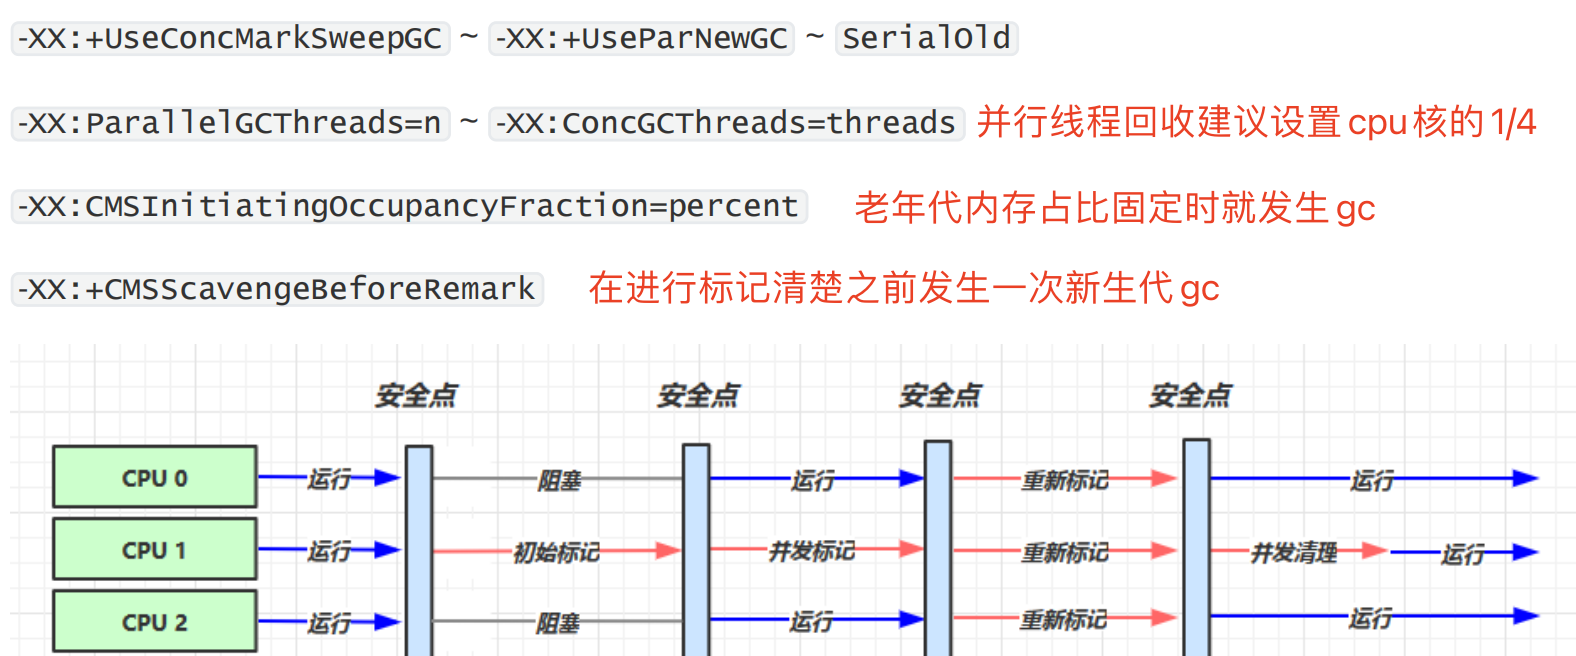 -XX:+UseConcMarkSweepGC ~ -XX:+UseParNewGC ~ SerialOld
-XX:ParallelGCThreads=n ~ -XX:ConcGCThreads=threads 并行线程回收建议设置cpu核的1/4
-XX:CMSInitiatingOccupancyFraction=percent 老年代内存占比固定时就发生gc
-XX:+CMSScavengeBeforeRemark 在进行标记清楚之前发生一次新生代gc
安全点 安全点 安全点 安全点
CPU 0 运行 阻塞 运行 重新标记 运行
CPU 1 运行 初始标记 并发标记 重新标记 并发清理 运行
CPU 2 运行 阻塞 运行 重新标记 运行